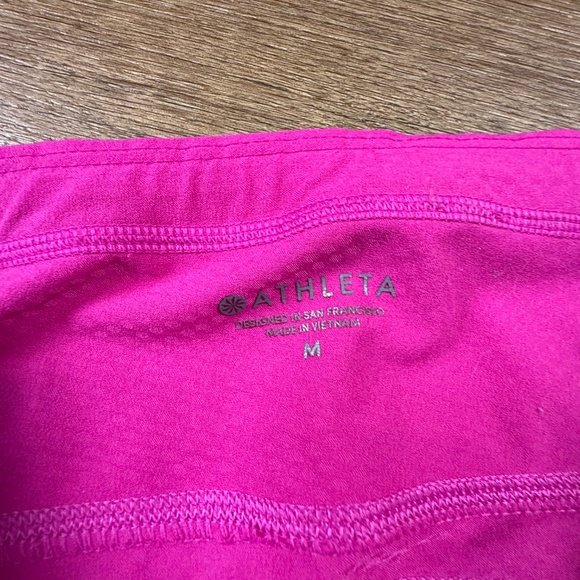 ATHLETA
DESIGNED IN SAN FRANCISCO
MADE IN VIETNAM
M